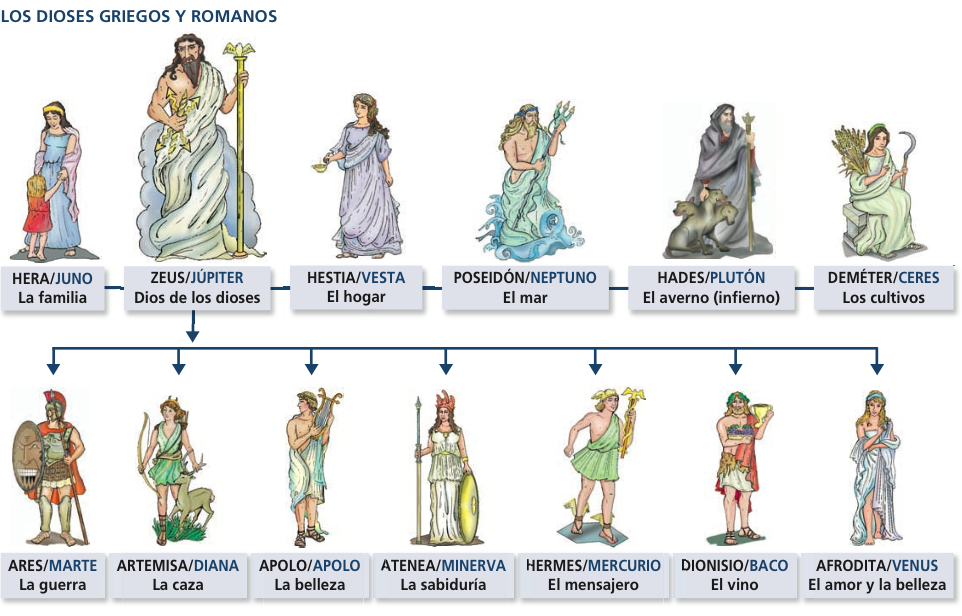 LOS DIOSES GRIEGOS Y ROMANOS
HERA/JUNO
La familia
ZEUS/JÚPITER
Dios de los dioses
HESTIA/VESTA
El hogar
POSEIDÓN/NEPTUNO
El mar
HADES/PLUTÓN
El averno (infierno)
DEMÉTER/CERES
Los cultivos
ARES/MARTE
La guerra
ARTEMISA/DIANA
La caza
APOLO/APOLO
La belleza
ATENEA/MINERVA
La sabiduría
HERMES/MERCURIO
El mensajero
DIONISIO/BACO
El vino
AFRODITA/VENUS
El amor y la belleza